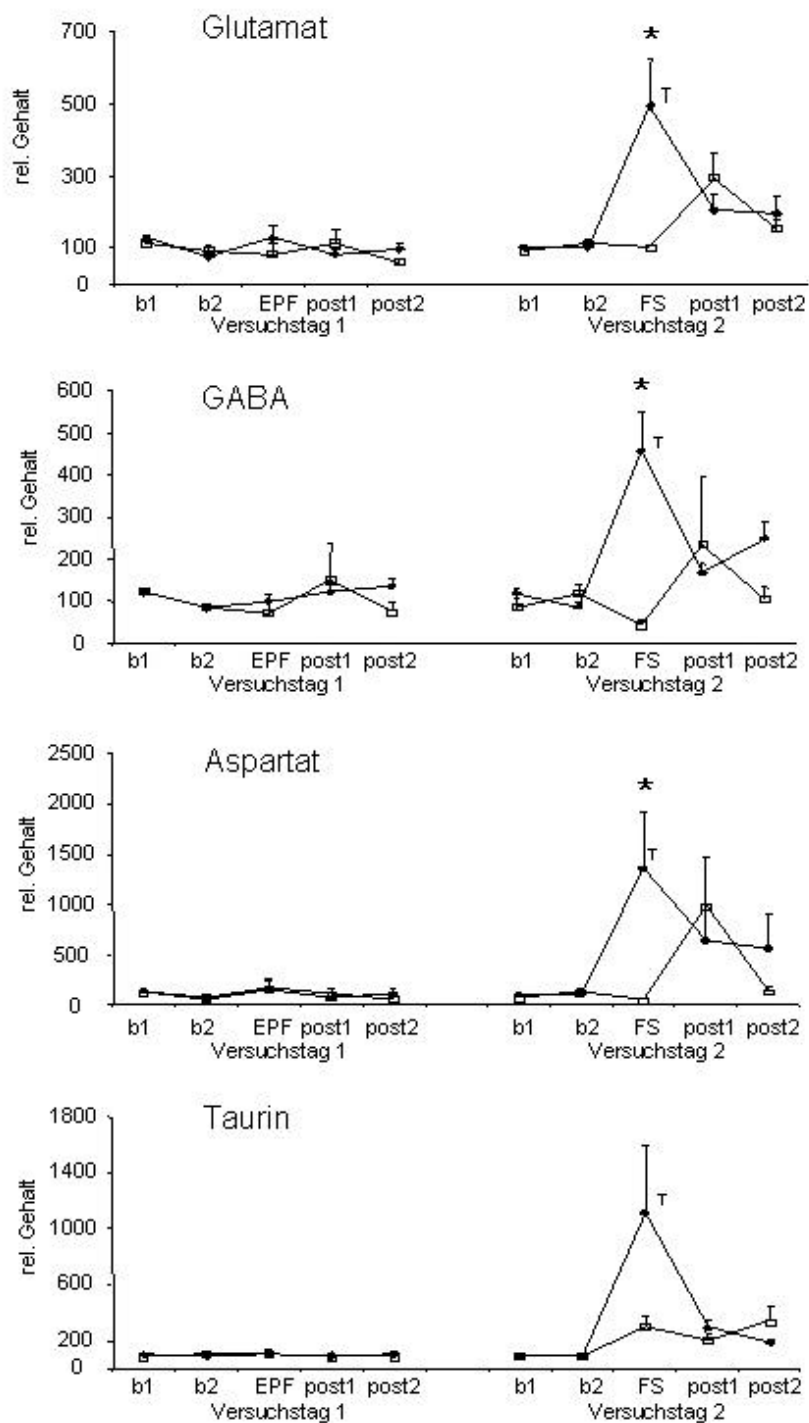 Glutamat
rel. Gehalt
700
500
300
100
0
*
T
b1 b2 EPF post1 post2 b1 b2 FS post1 post2
Versuchstag 1 Versuchstag 2
GABA
rel. Gehalt
600
500
400
300
200
100
0
*
T
b1 b2 EPF post1 post2 b1 b2 FS post1 post2
Versuchstag 1 Versuchstag 2
Aspartat
rel. Gehalt
2500
2000
1500
1000
500
0
*
T
b1 b2 EPF post1 post2 b1 b2 FS post1 post2
Versuchstag 1 Versuchstag 2
Taurin
rel. Gehalt
1800
1400
1000
600
200
0
T
b1 b2 EPF post1 post2 b1 b2 FS post1 post2
Versuchstag 1 Versuchstag 2